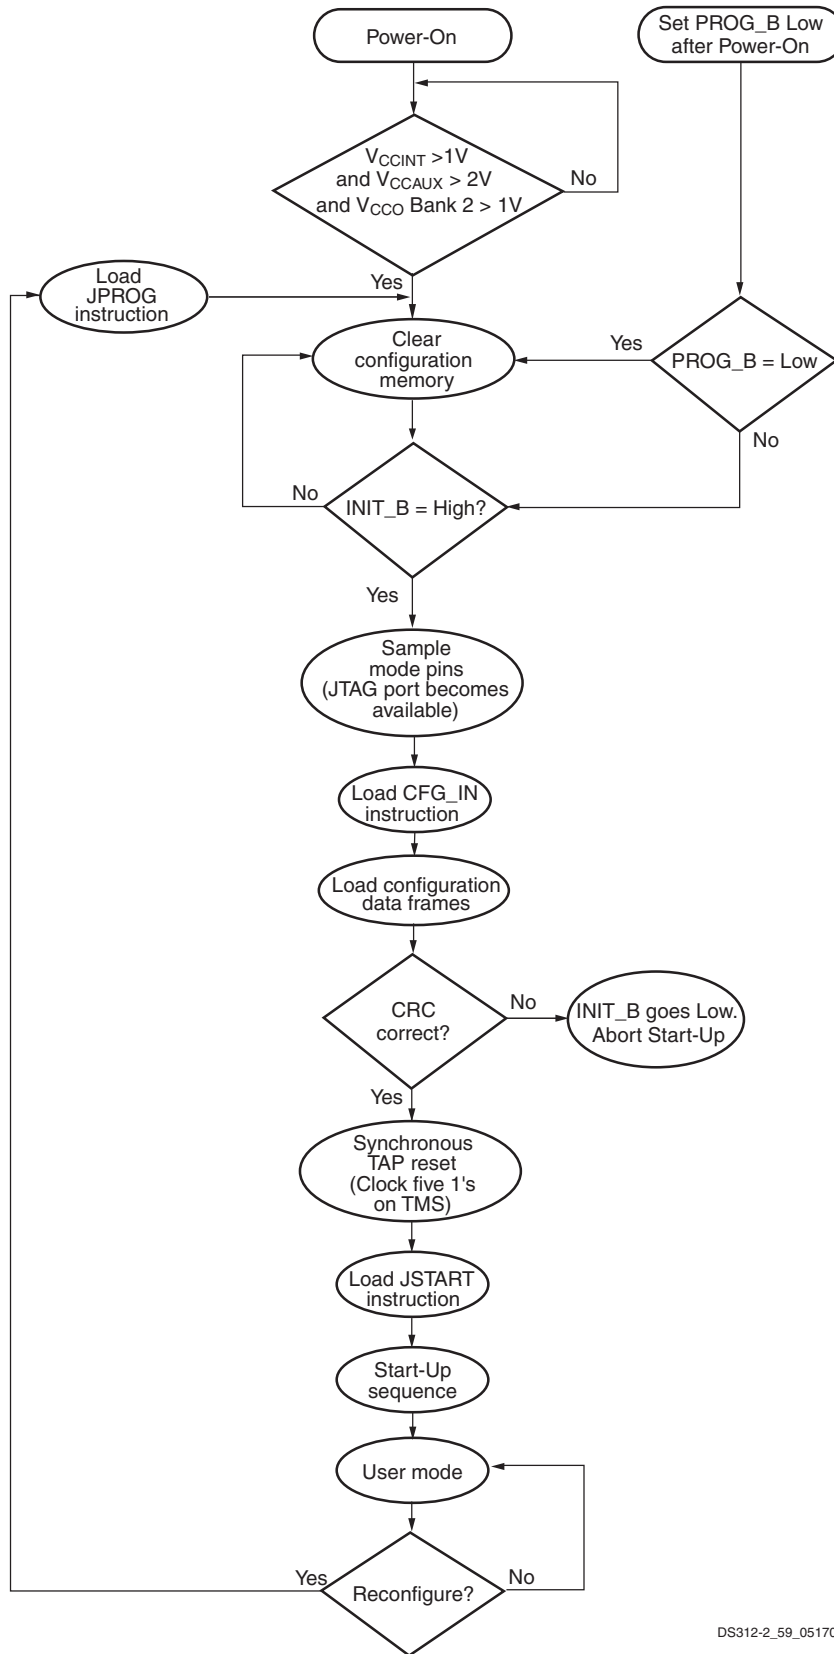 Power-On
Set PROG_B Low
after Power-On
VCCINT >1V
and VCCAUX > 2V
and VCCO Bank 2 > 1V
No
Yes
Load
JPROG
instruction
Clear
configuration
memory
Yes
PROG_B = Low
No
No
INIT_B = High?
Yes
Sample
mode pins
(JTAG port becomes
available)
Load CFG_IN
instruction
Load configuration
data frames
CRC
correct?
No
INIT_B goes Low.
Abort Start-Up
Yes
Synchronous
TAP reset
(Clock five 1's
on TMS)
Load JSTART
instruction
Start-Up
sequence
User mode
Yes
Reconfigure?
No
DS312-2_59_05170